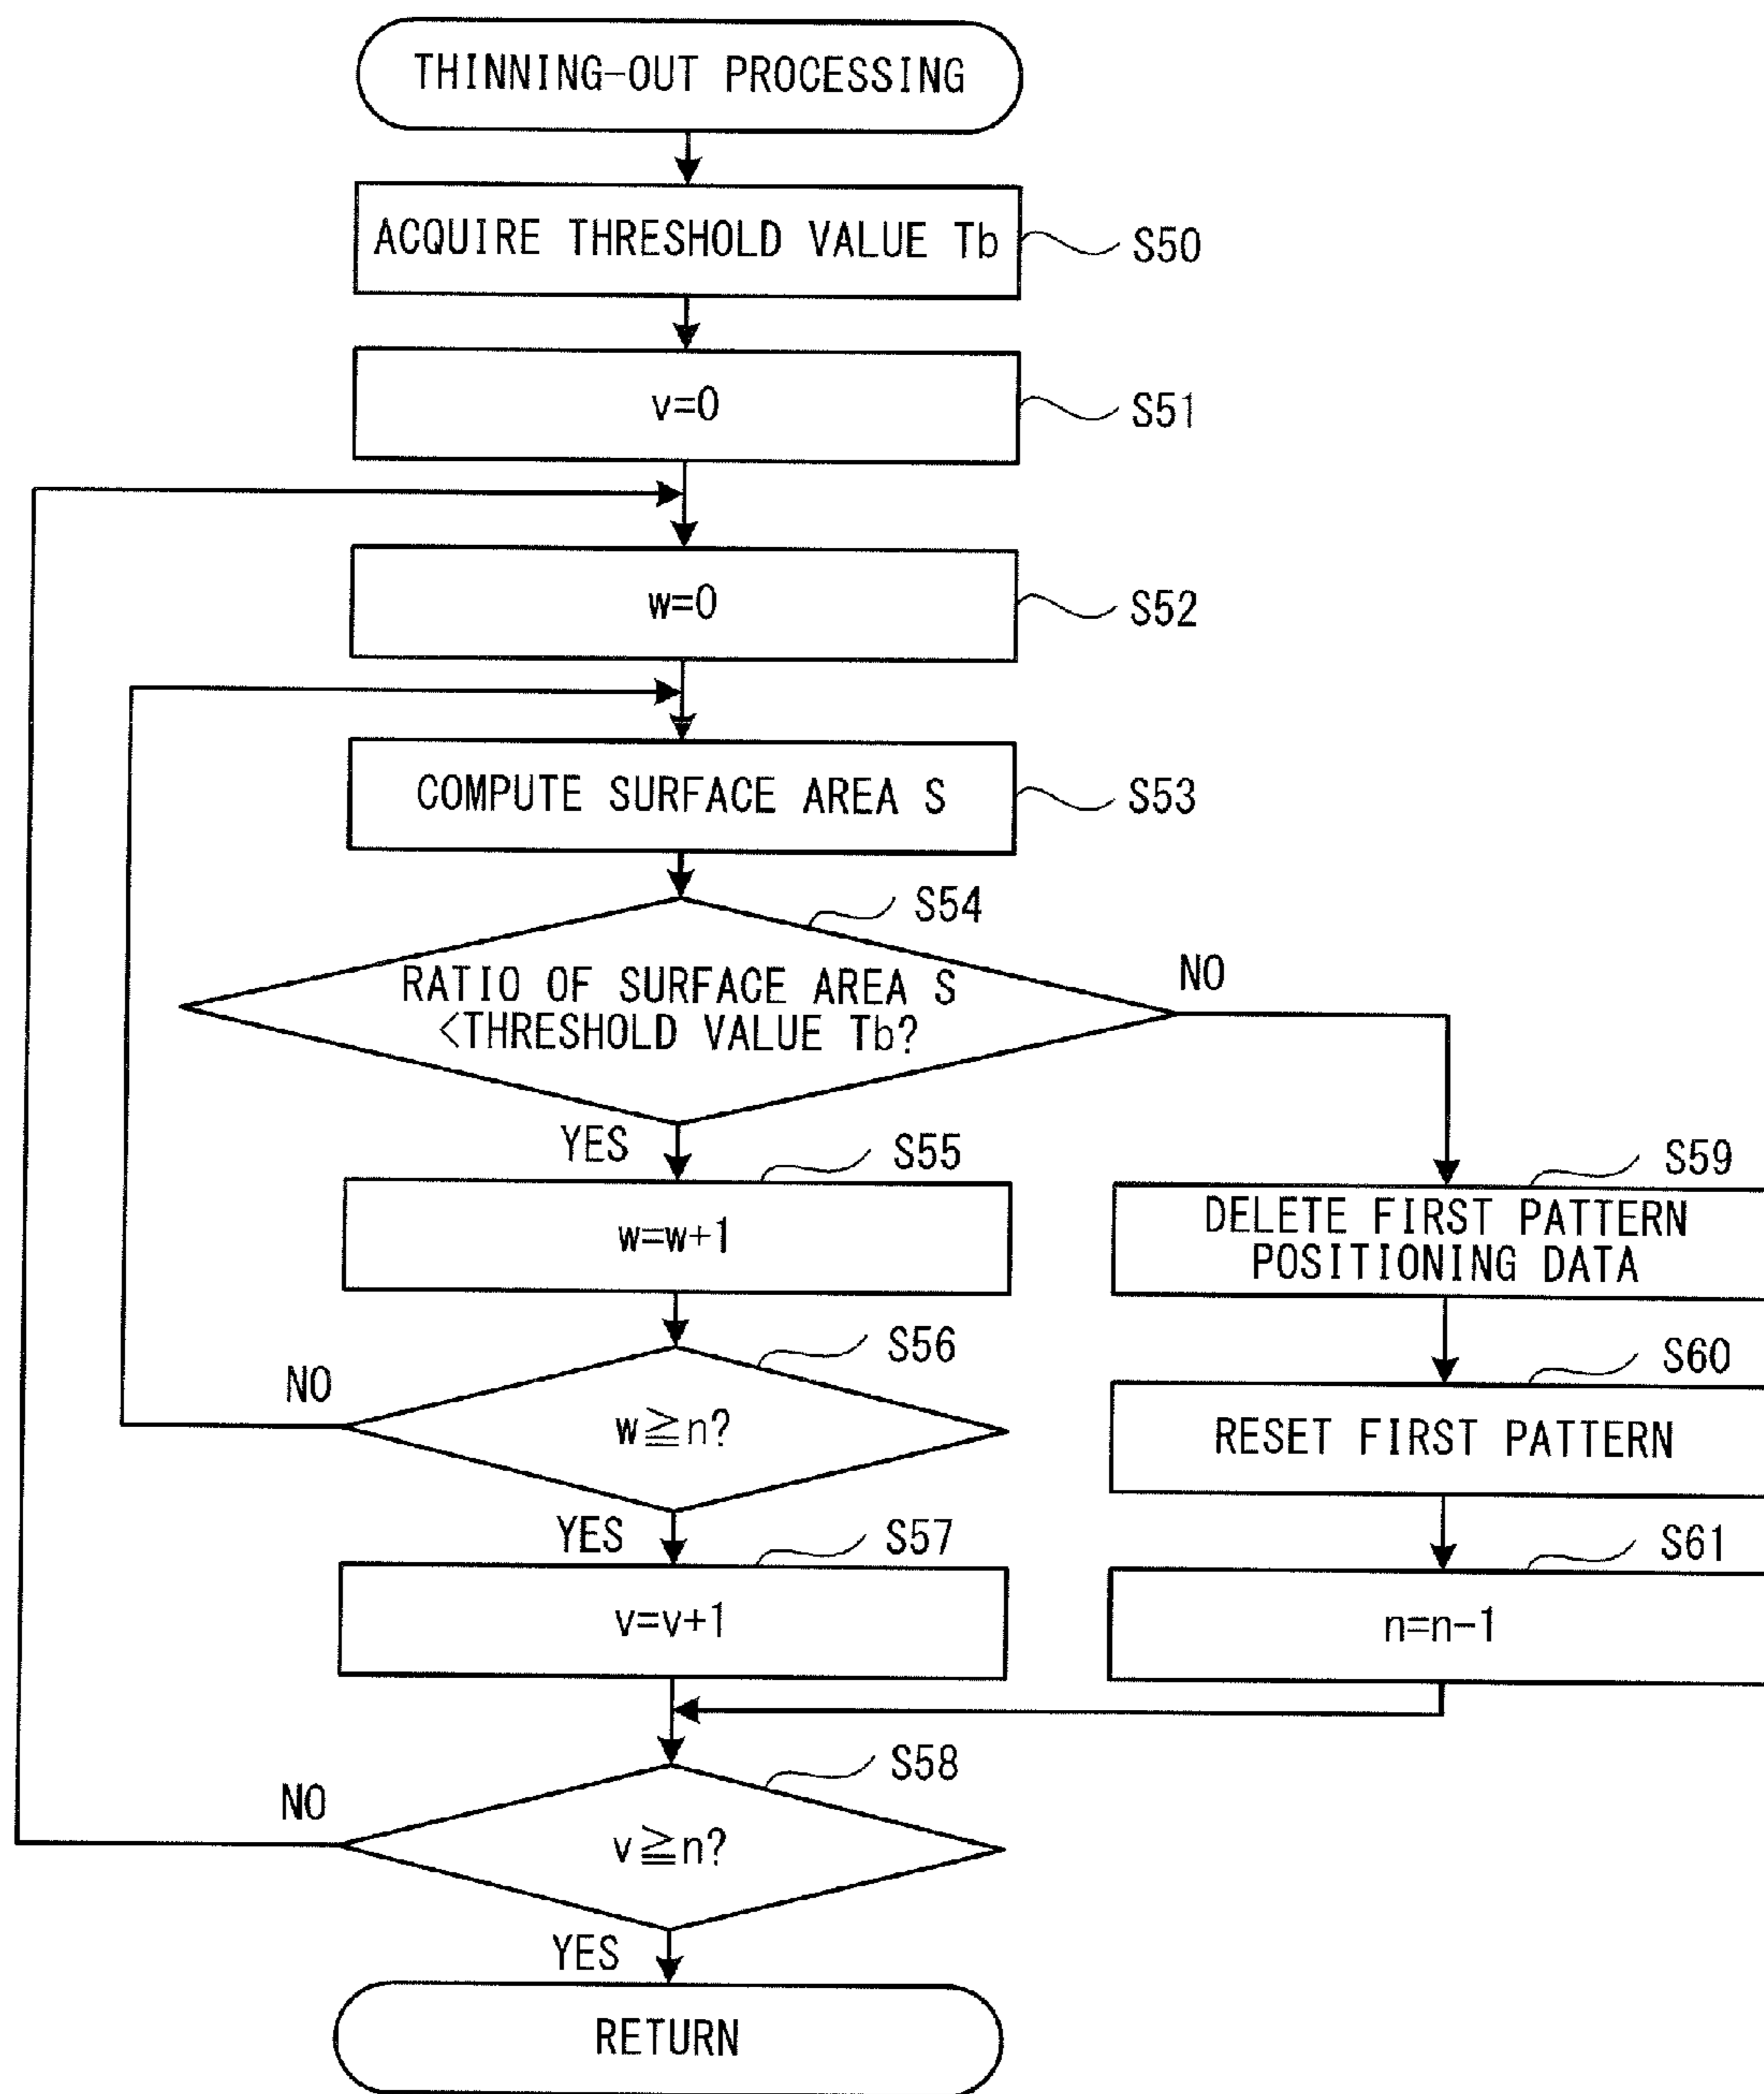 THINNING-OUT PROCESSING
ACQUIRE THRESHOLD VALUE Tb
S50
v=0
S51
w=0
S52
COMPUTE SURFACE AREA S
S53
S54
RATIO OF SURFACE AREA S
<THRESHOLD VALUE Tb?
NO
YES
S55
w=w+1
S59
DELETE FIRST PATTERN
POSITIONING DATA
S56
NO
w≧n?
S60
RESET FIRST PATTERN
YES
S57
v=v+1
S61
n=n-1
S58
NO
v≧n?
YES
RETURN